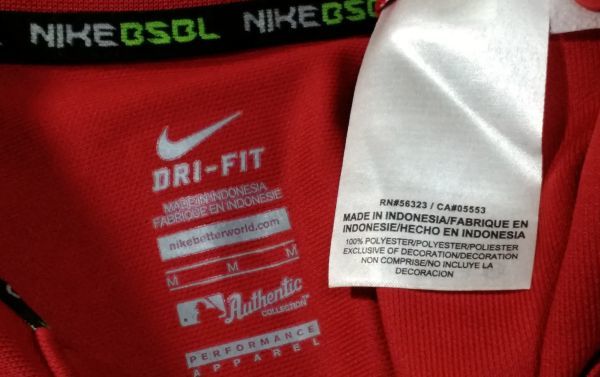 NIKEBSBL NIKEBSBL
DRI-FIT
MADE IN INDONESIA
FABRIQUE EN INDONESIE
nikebetterworld.com
M M M
Authentic
COLLECTION
PERFORMANCE
APPAREL
RN#56323 / CA#05553
MADE IN INDONESIA/FABRIQUE EN
INDONESIE/HECHO EN INDONESIA
100% POLYESTER/POLYESTER/POLIESTER
EXCLUSIVE OF DECORATION/DECORATION
NON COMPRISE/NO INCLUYE LA
DECORACION